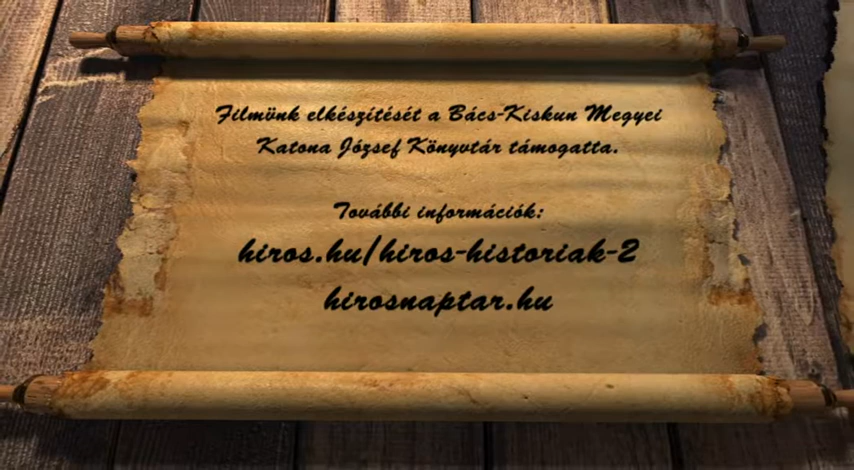 Filmünk elkészítését a Bács-Kiskun Megyei
Katona József Könyvtár támogatta.
További információk:
hiros.hu/hiros-historiak-2
hirosnaptar.hu